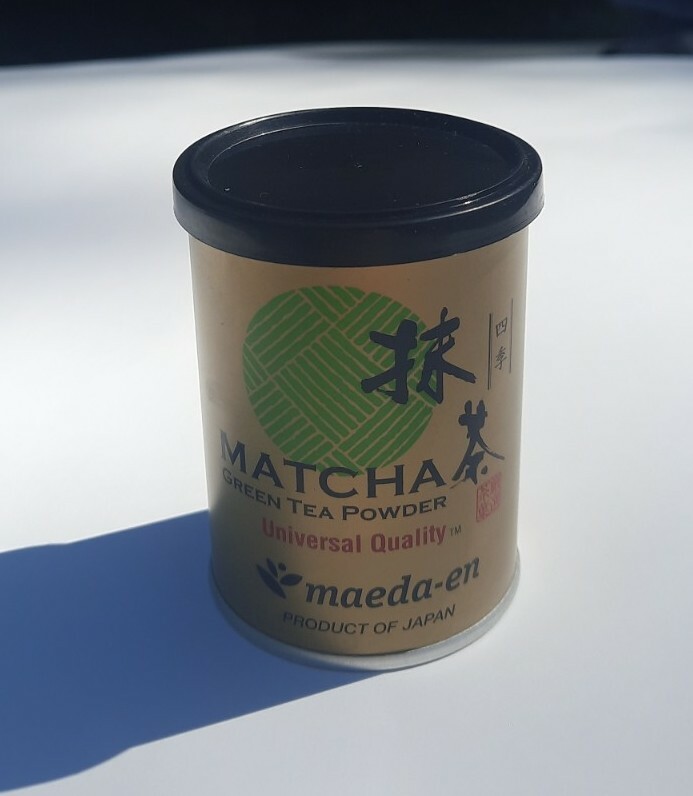 抹茶
四季
MATCHA
GREEN TEA POWDER
Universal Quality™
maeda-en
PRODUCT OF JAPAN